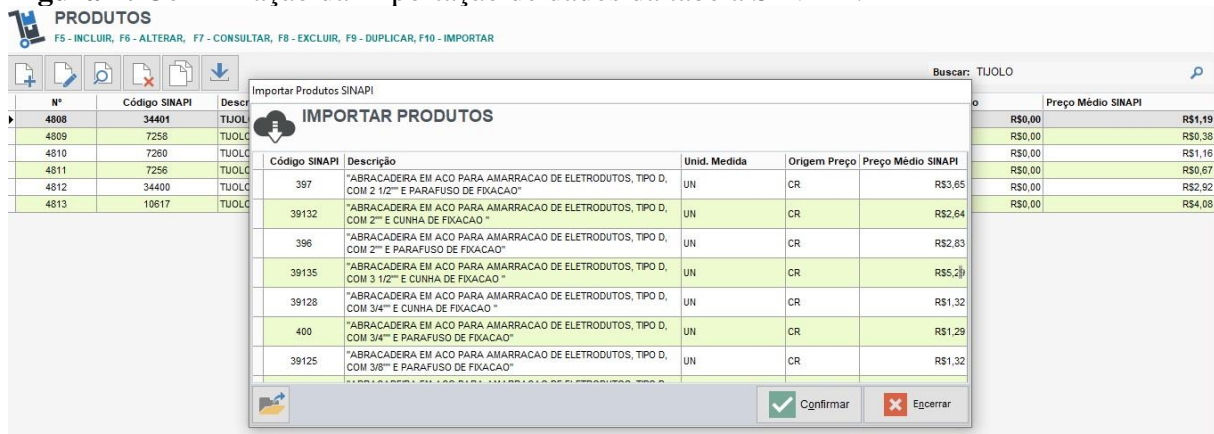 PRODUTOS
F5 - INCLUIR, F6 - ALTERAR, F7 - CONSULTAR, F8 - EXCLUIR, F9 - DUPLICAR, F10 - IMPORTAR
Buscar: TIJOLO
Nº Código SINAPI Preço Médio SINAPI
4808 34401 R$0,00 R$1,19
4809 7258 R$0,00 R$0,38
4810 7260 R$0,00 R$1,16
4811 7256 R$0,00 R$0,67
4812 34400 R$0,00 R$2,92
4813 10617 R$0,00 R$4,08
Importar Produtos SINAPI
IMPORTAR PRODUTOS
Código SINAPI Descrição Unid. Medida Origem Preço Preço Médio SINAPI
397 "ABRACADEIRA EM ACO PARA AMARRACAO DE ELETRODUTOS, TIPO D, UN CR R$3,65
COM 2 1/2"" E PARAFUSO DE FIXACAO"
39132 "ABRACADEIRA EM ACO PARA AMARRACAO DE ELETRODUTOS, TIPO D, UN CR R$2,64
COM 2"" E CUNHA DE FIXACAO "
396 "ABRACADEIRA EM ACO PARA AMARRACAO DE ELETRODUTOS, TIPO D, UN CR R$2,83
COM 2"" E PARAFUSO DE FIXACAO"
39135 "ABRACADEIRA EM ACO PARA AMARRACAO DE ELETRODUTOS, TIPO D, UN CR R$5,29
COM 3 1/2"" E CUNHA DE FIXACAO "
39128 "ABRACADEIRA EM ACO PARA AMARRACAO DE ELETRODUTOS, TIPO D, UN CR R$1,32
COM 3/4"" E CUNHA DE FIXACAO "
400 "ABRACADEIRA EM ACO PARA AMARRACAO DE ELETRODUTOS, TIPO D, UN CR R$1,29
COM 3/4"" E PARAFUSO DE FIXACAO"
39125 "ABRACADEIRA EM ACO PARA AMARRACAO DE ELETRODUTOS, TIPO D, UN CR R$1,32
COM 3/8"" E PARAFUSO DE FIXACAO"
Confirmar Encerrar